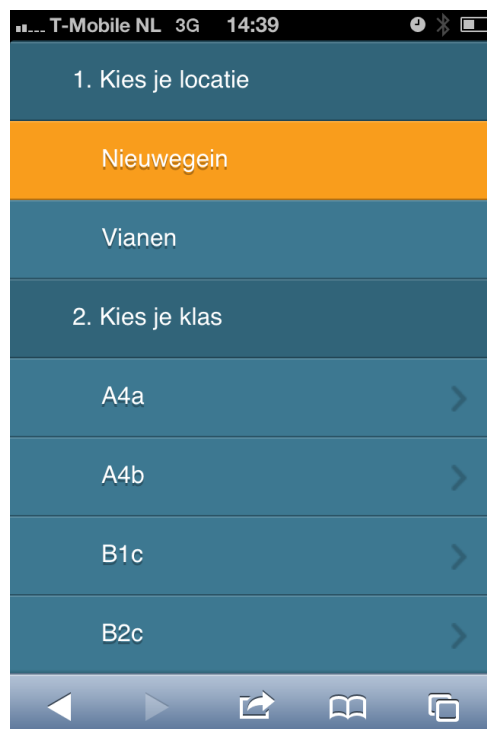 T-Mobile NL 3G 14:39
1. Kies je locatie
Nieuwegein
Vianen
2. Kies je klas
A4a
A4b
B1c
B2c